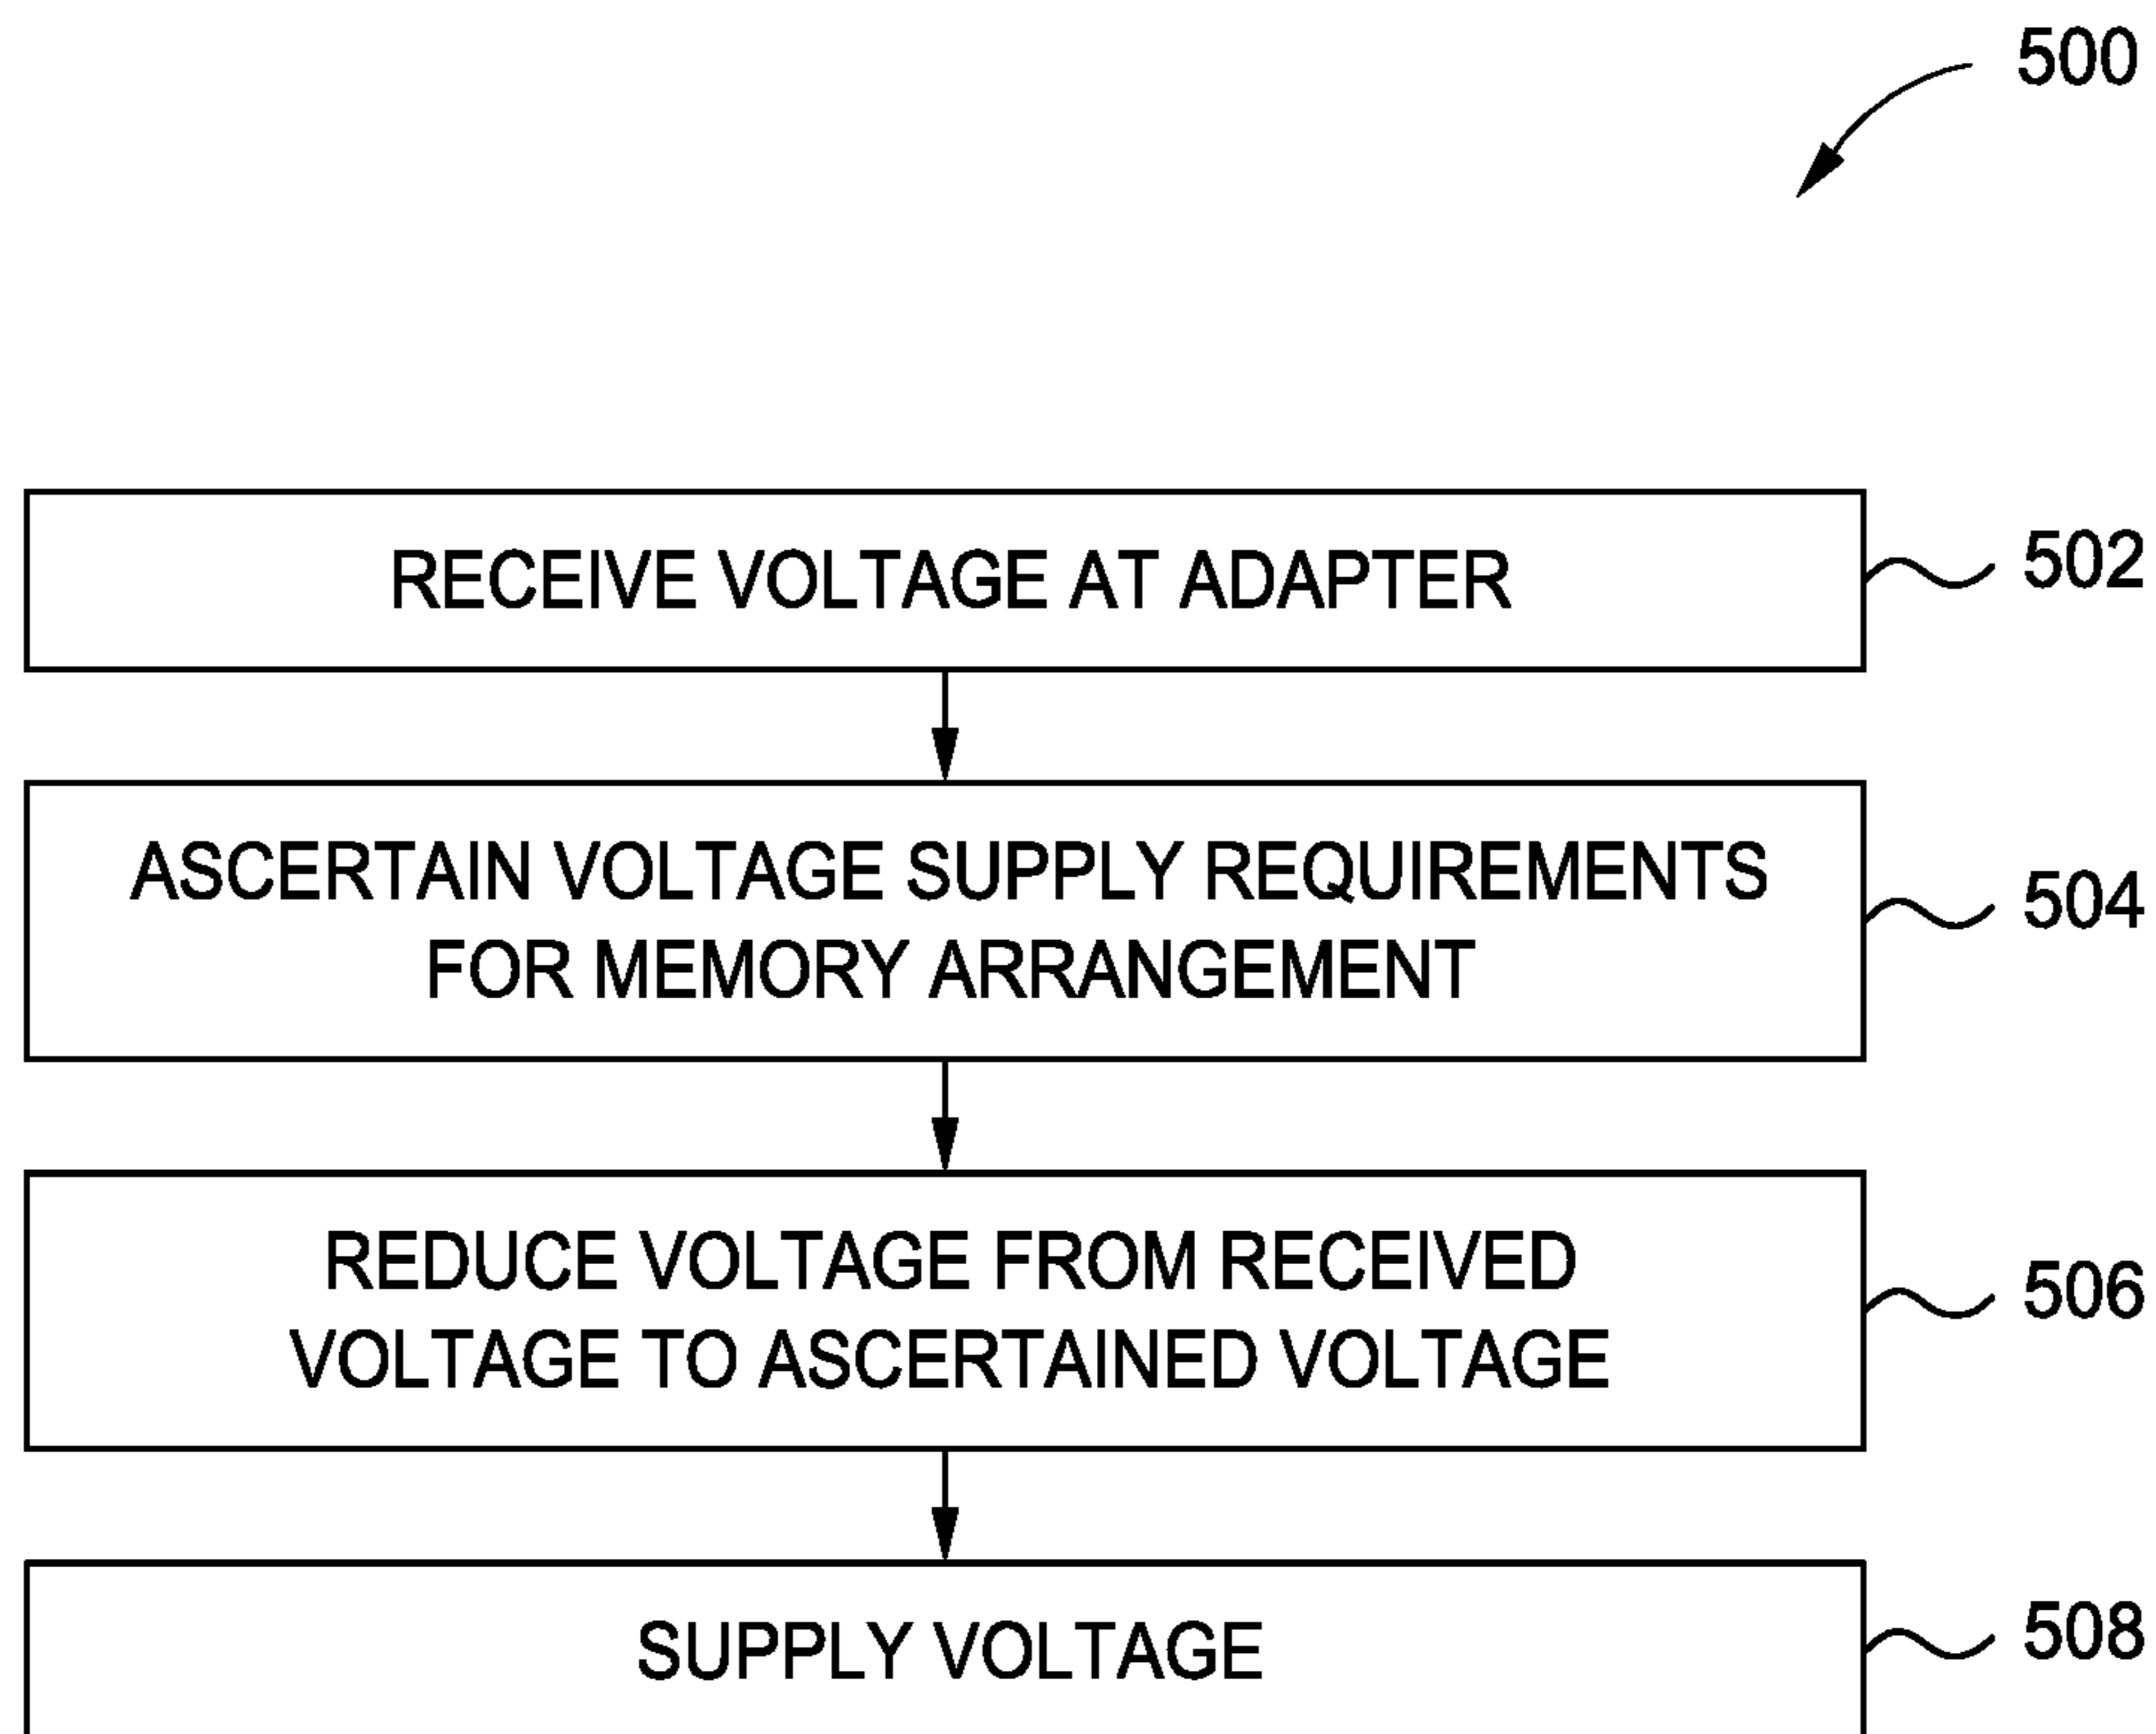 500
RECEIVE VOLTAGE AT ADAPTER
502
ASCERTAIN VOLTAGE SUPPLY REQUIREMENTS
FOR MEMORY ARRANGEMENT
504
REDUCE VOLTAGE FROM RECEIVED
VOLTAGE TO ASCERTAINED VOLTAGE
506
SUPPLY VOLTAGE
508